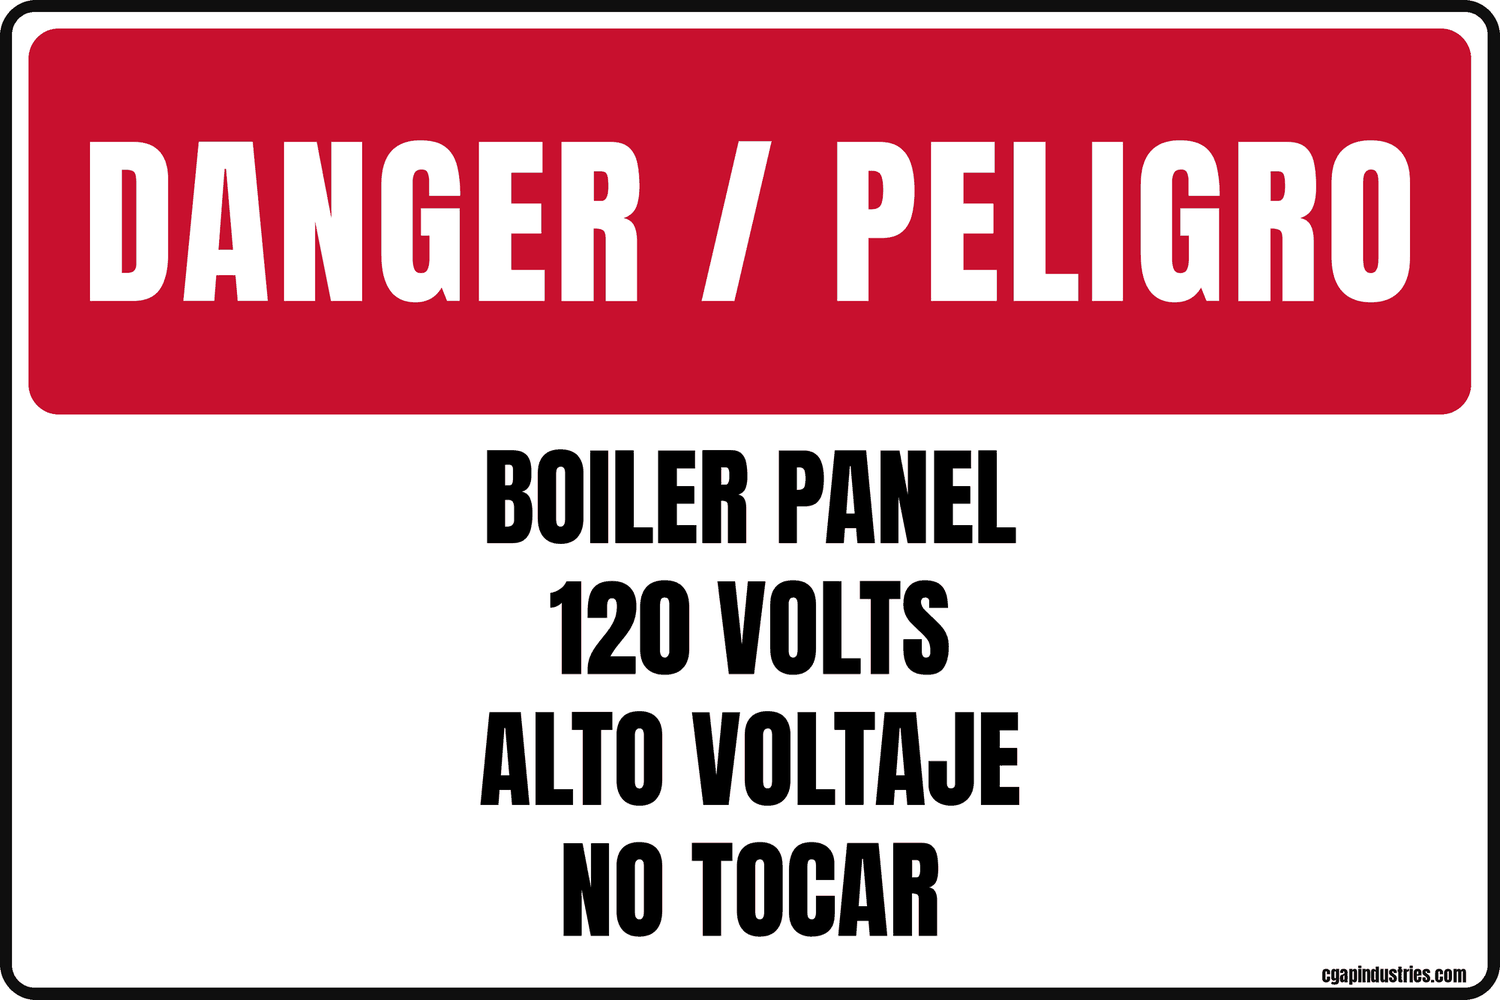 DANGER / PELIGRO
BOILER PANEL
120 VOLTS
ALTO VOLTAJE
NO TOCAR
cgapindustries.com